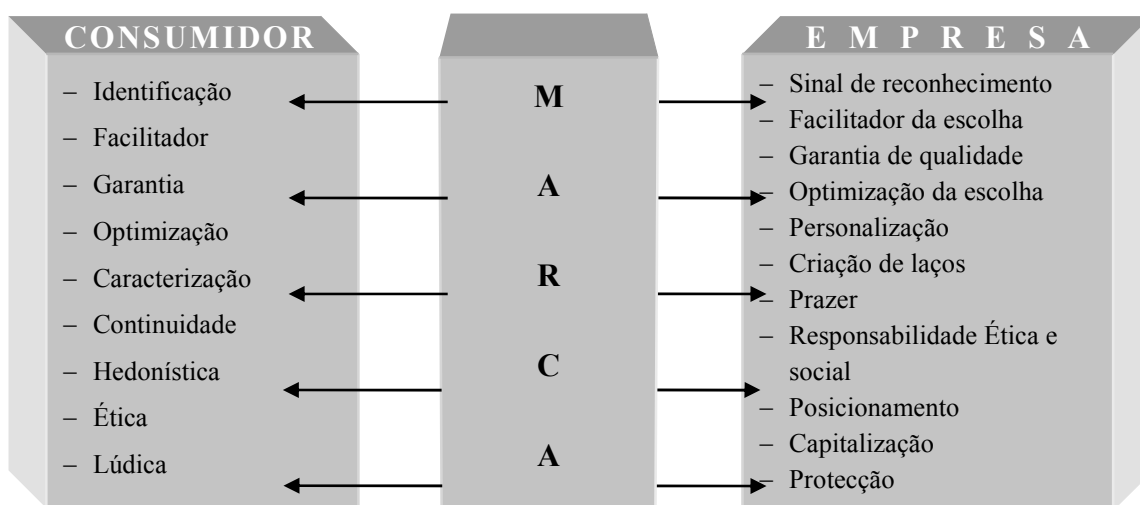 CONSUMIDOR
– Identificação
– Facilitador
– Garantia
– Optimização
– Caracterização
– Continuidade
– Hedonística
– Ética
– Lúdica
M
A
R
C
A
E M P R E S A
– Sinal de reconhecimento
– Facilitador da escolha
– Garantia de qualidade
– Optimização da escolha
– Personalização
– Criação de laços
– Prazer
– Responsabilidade Ética e
social
– Posicionamento
– Capitalização
– Protecção